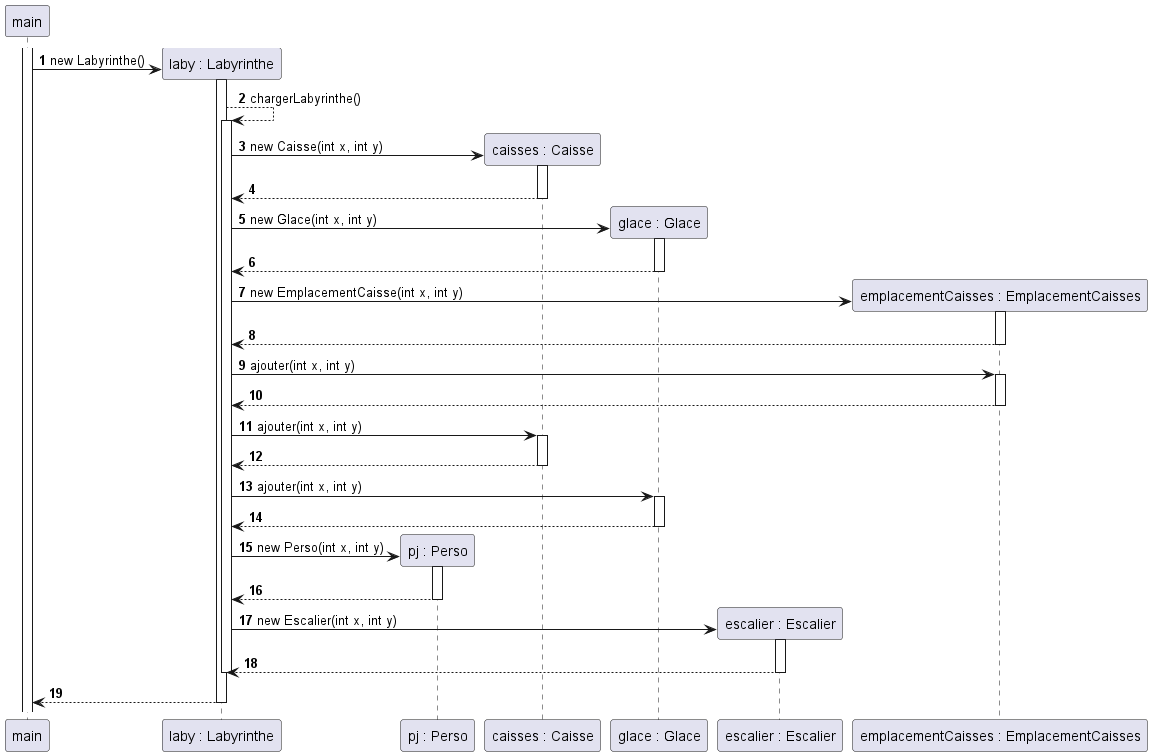 main
1 new Labyrinthe()
laby : Labyrinthe
2 chargerLabyrinthe()
3 new Caisse(int x, int y)
caisses : Caisse
4
5 new Glace(int x, int y)
glace : Glace
6
7 new EmplacementCaisse(int x, int y)
emplacementCaisses : EmplacementCaisses
8
9 ajouter(int x, int y)
10
11 ajouter(int x, int y)
12
13 ajouter(int x, int y)
14
15 new Perso(int x, int y)
pj : Perso
16
17 new Escalier(int x, int y)
escalier : Escalier
18
19
main
laby : Labyrinthe
pj : Perso
caisses : Caisse
glace : Glace
escalier : Escalier
emplacementCaisses : EmplacementCaisses